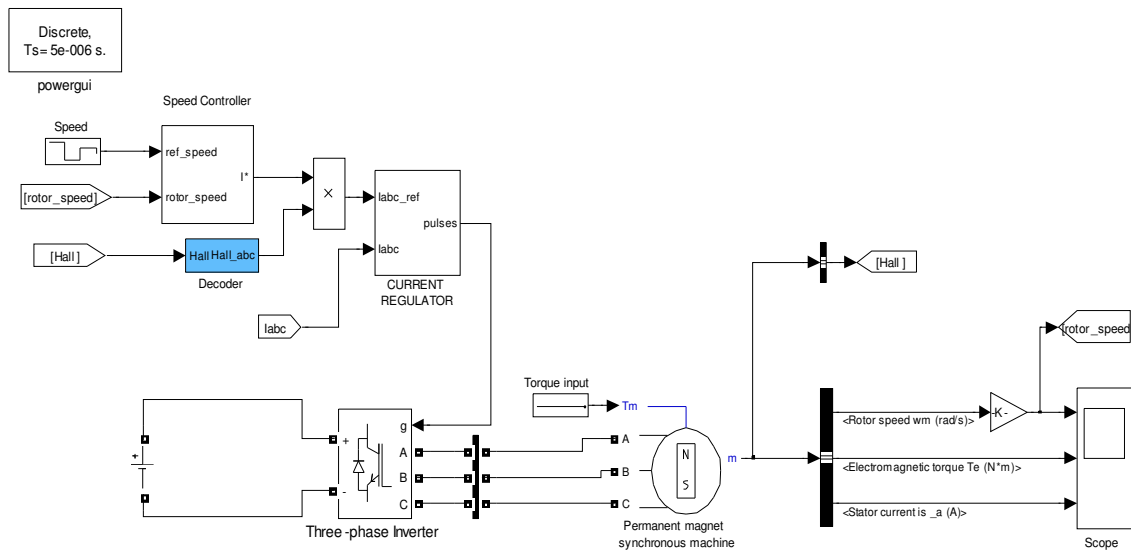 Discrete,
Ts= 5e-006 s.
powergui
Speed Controller
Speed
ref_speed
I*
[rotor_speed]
rotor_speed
×
Iabc_ref
pulses
[Hall ]
Hall
Hall_abc
Iabc
Decoder
CURRENT
REGULATOR
Iabc
[Hall ]
[rotor_speed
Torque input
Tm
-K-
<Rotor speed wm (rad/s)>
g
+
+
A
A
N
m
B
B
S
<Electromagnetic torque Te (N*m)>
-
C
C
<Stator current is _a (A)>
Three -phase Inverter
Permanent magnet
synchronous machine
Scope